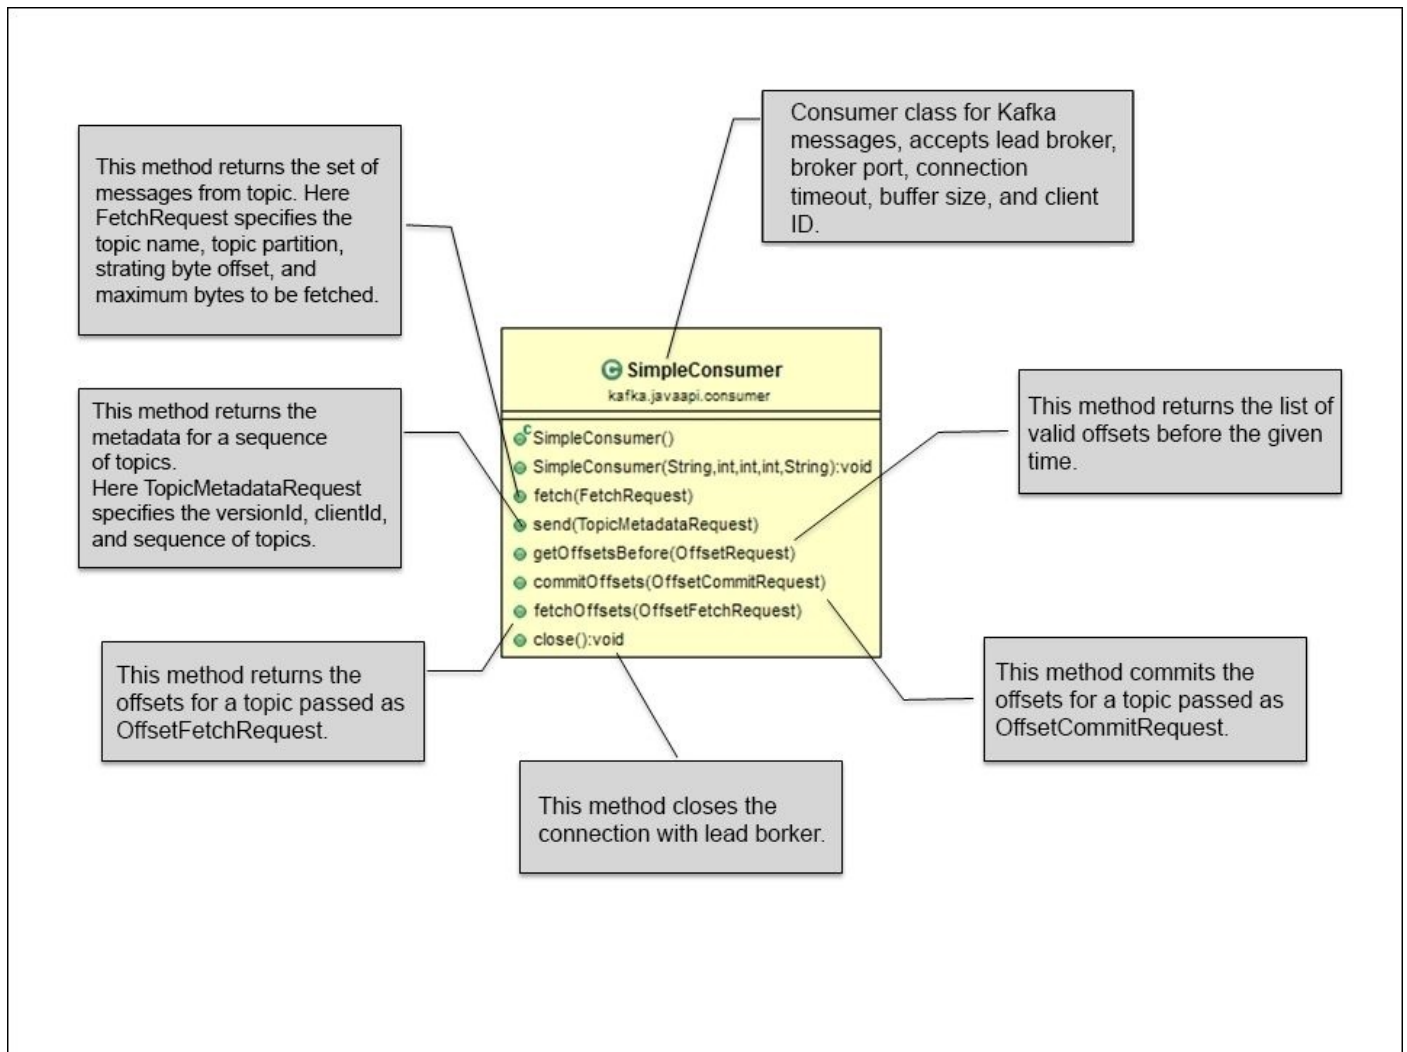 Consumer class for Kafka
messages, accepts lead broker,
broker port, connection
timeout, buffer size, and client
ID.
This method returns the set of
messages from topic. Here
FetchRequest specifies the
topic name, topic partition,
strating byte offset, and
maximum bytes to be fetched.
SimpleConsumer
kafka.javaapi.consumer
SimpleConsumer()
SimpleConsumer(String,int,int,int,String):void
fetch(FetchRequest)
send(TopicMetadataRequest)
getOffsetsBefore(OffsetRequest)
commitOffsets(OffsetCommitRequest)
fetchOffsets(OffsetFetchRequest)
close():void
This method returns the
metadata for a sequence
of topics.
Here TopicMetadataRequest
specifies the versionId, clientId,
and sequence of topics.
This method returns the list of
valid offsets before the given
time.
This method returns the
offsets for a topic passed as
OffsetFetchRequest.
This method commits the
offsets for a topic passed as
OffsetCommitRequest.
This method closes the
connection with lead borker.